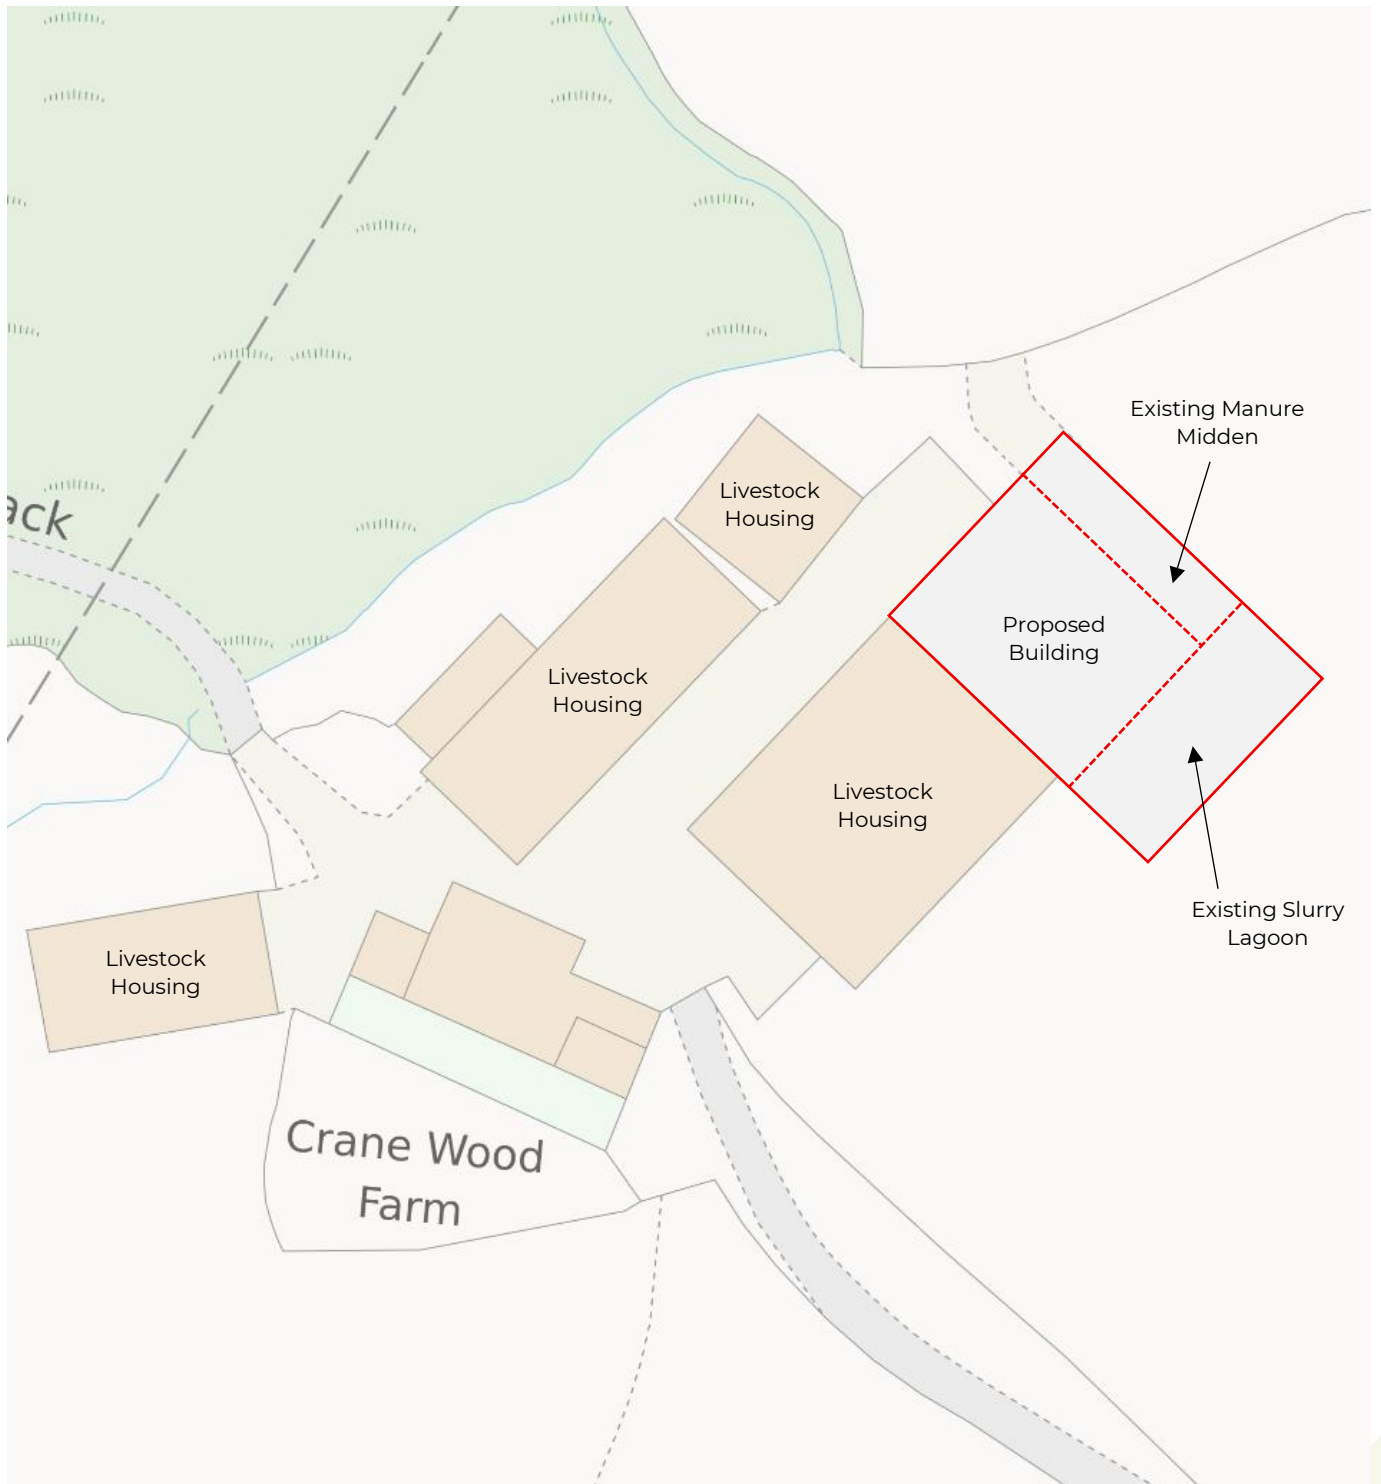 Existing Manure
Midden
Livestock
Housing
ack
Proposed
Building
Livestock
Housing
Livestock
Housing
Existing Slurry
Lagoon
Livestock
Housing
Crane Wood
Farm